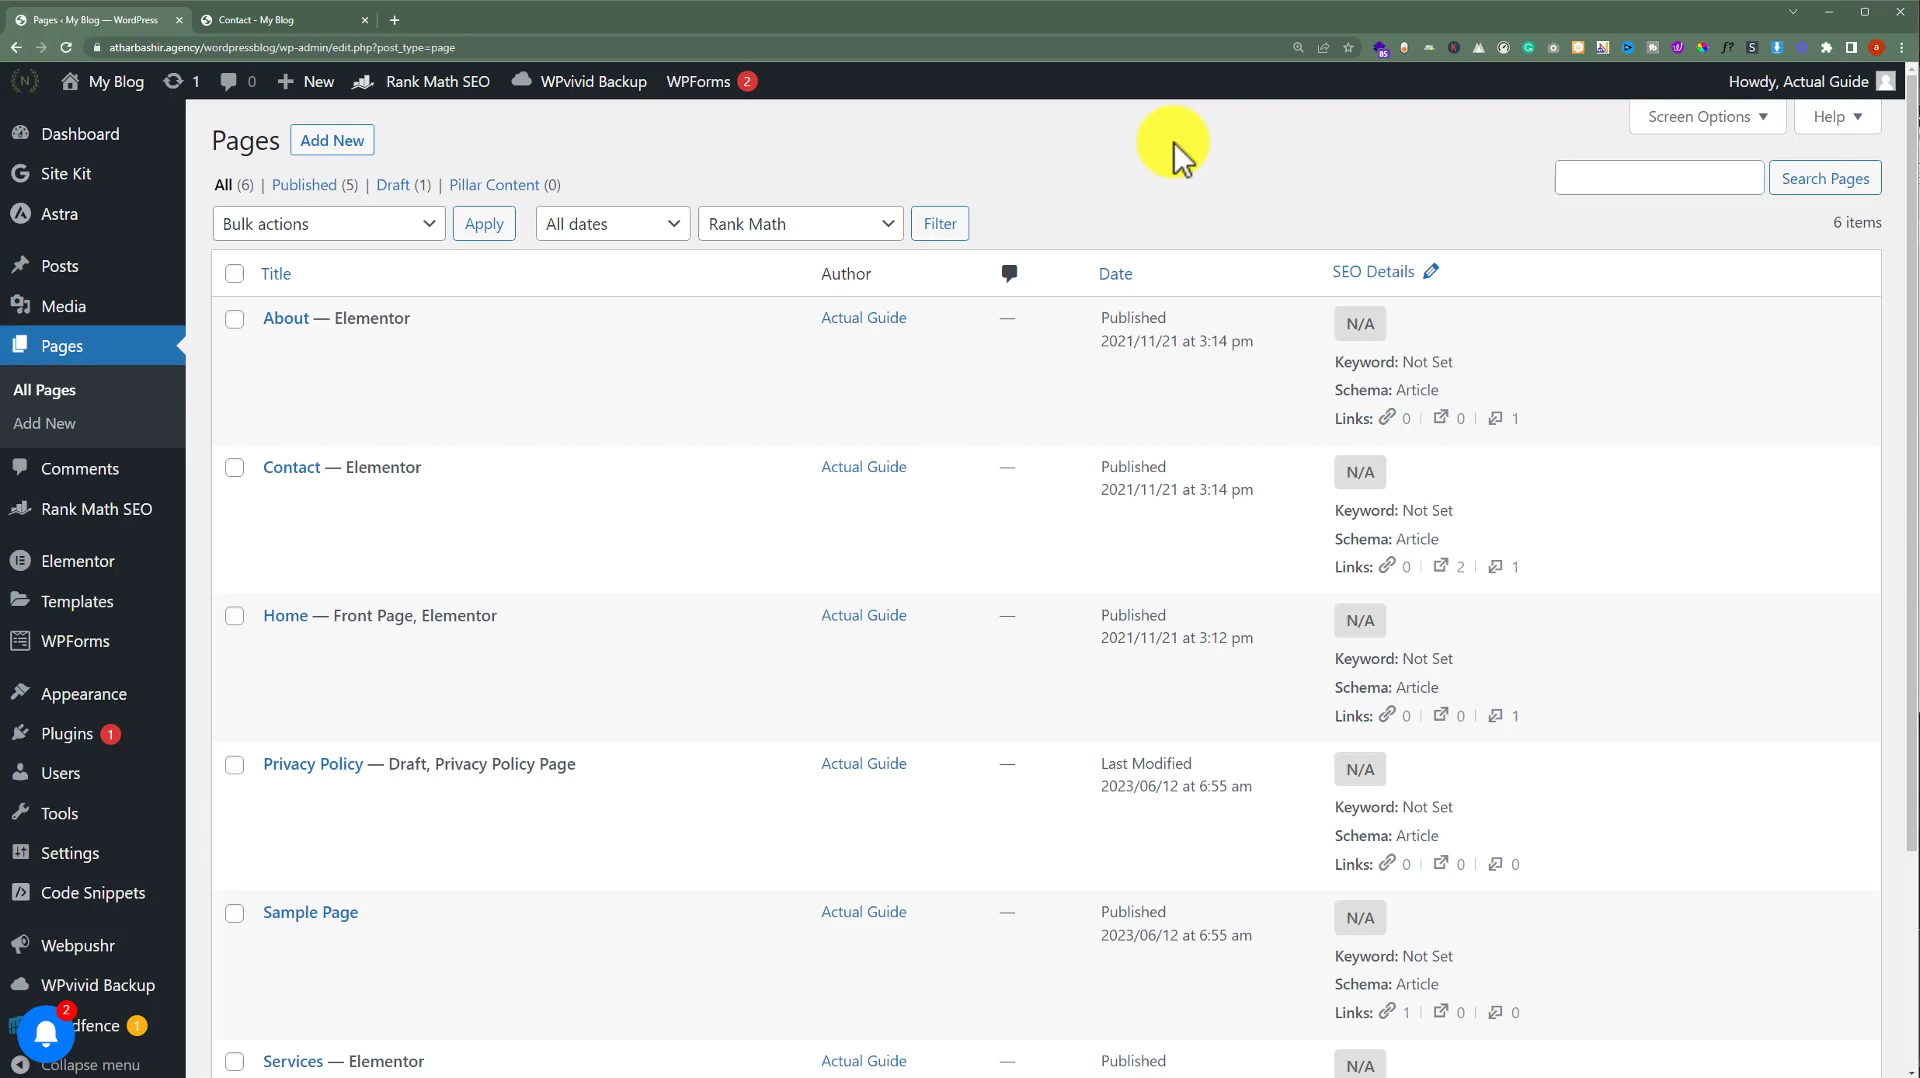 Pages ‹ My Blog — WordPress
Contact - My Blog
atharbashir.agency/wordpressblog/wp-admin/edit.php?post_type=page
85
a
My Blog 1 0 New Rank Math SEO WPvivid Backup WPForms 2
Howdy, Actual Guide
Dashboard
Site Kit
Astra
Posts
Media
Pages
All Pages
Add New
Comments
Rank Math SEO
Elementor
Templates
WPForms
Appearance
Plugins 1
Users
Tools
Settings
Code Snippets
Webpushr
WPvivid Backup
2
dfence 1
Collapse menu
Screen Options Help
Pages Add New
All (6) | Published (5) | Draft (1) | Pillar Content (0)
Search Pages
Bulk actions Apply All dates Rank Math Filter
6 items
Title Author Date SEO Details
About — Elementor Actual Guide — Published
2021/11/21 at 3:14 pm
N/A
Keyword: Not Set
Schema: Article
Links: 0 | 0 | 1
Contact — Elementor Actual Guide — Published
2021/11/21 at 3:14 pm
N/A
Keyword: Not Set
Schema: Article
Links: 0 | 2 | 1
Home — Front Page, Elementor Actual Guide — Published
2021/11/21 at 3:12 pm
N/A
Keyword: Not Set
Schema: Article
Links: 0 | 0 | 1
Privacy Policy — Draft, Privacy Policy Page Actual Guide — Last Modified
2023/06/12 at 6:55 am
N/A
Keyword: Not Set
Schema: Article
Links: 0 | 0 | 0
Sample Page Actual Guide — Published
2023/06/12 at 6:55 am
N/A
Keyword: Not Set
Schema: Article
Links: 1 | 0 | 0
Services — Elementor Actual Guide — Published
N/A